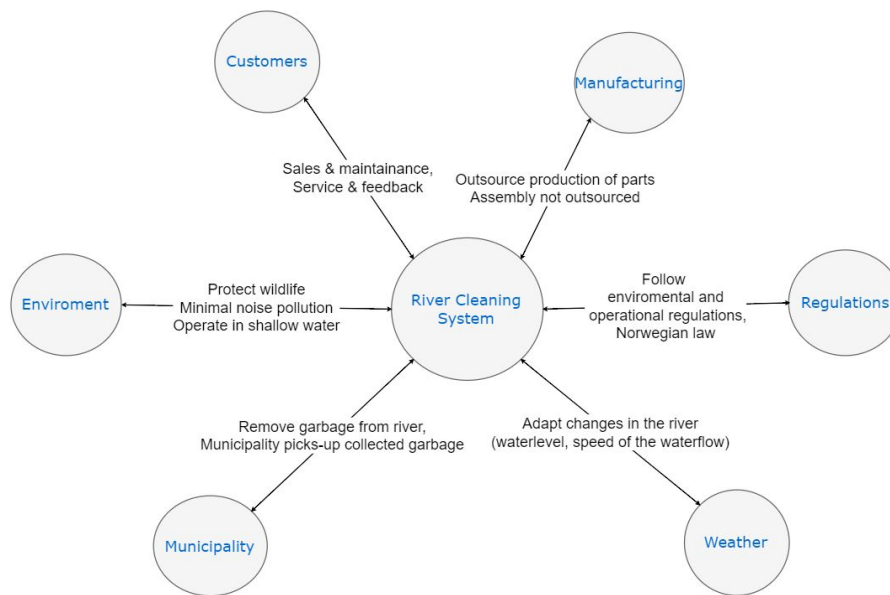 Customers
Manufacturing
Sales & maintainance,
Service & feedback
Outsource production of parts
Assembly not outsourced
Enviroment
Protect wildlife
Minimal noise pollution
Operate in shallow water
River Cleaning
System
Follow
enviromental and
operational regulations,
Norwegian law
Regulations
Remove garbage from river,
Municipality picks-up collected garbage
Adapt changes in the river
(waterlevel, speed of the waterflow)
Municipality
Weather